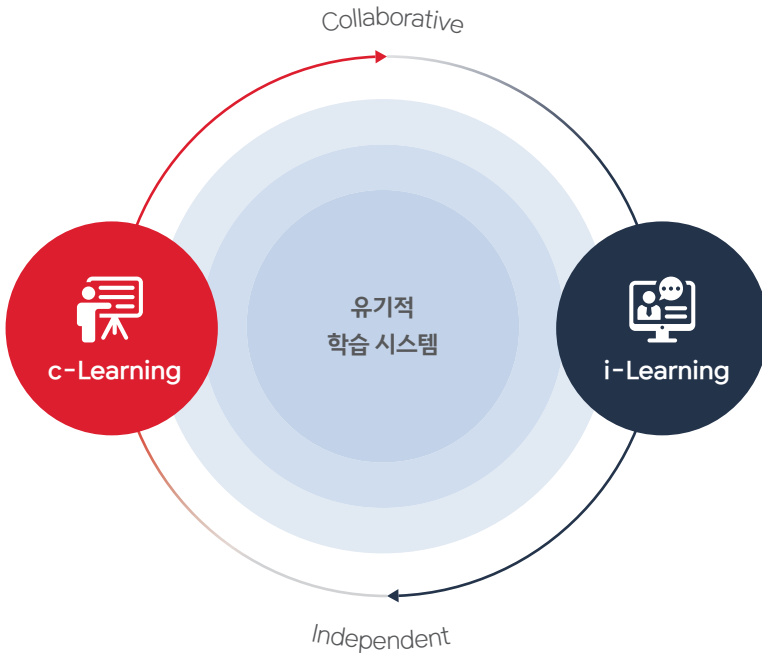 Collaborative
유기적
학습 시스템
c-Learning
i-Learning
Independent